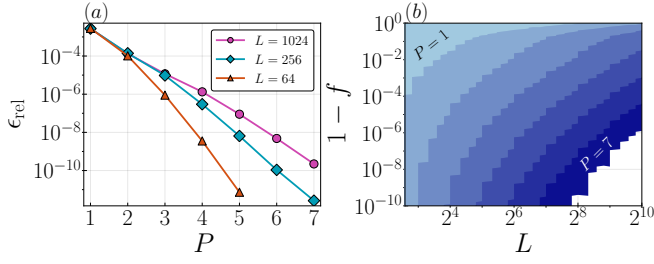 (a)
10^{-4}
10^{-6}
10^{-8}
10^{-10}
ϵ_{rel}
1 2 3 4 5 6 7
P
L = 1024
L = 256
L = 64
(b)
10^{0}
10^{-2}
10^{-4}
10^{-6}
10^{-8}
10^{-10}
1 − f
P = 1
P = 7
2^{4} 2^{6} 2^{8} 2^{10}
L